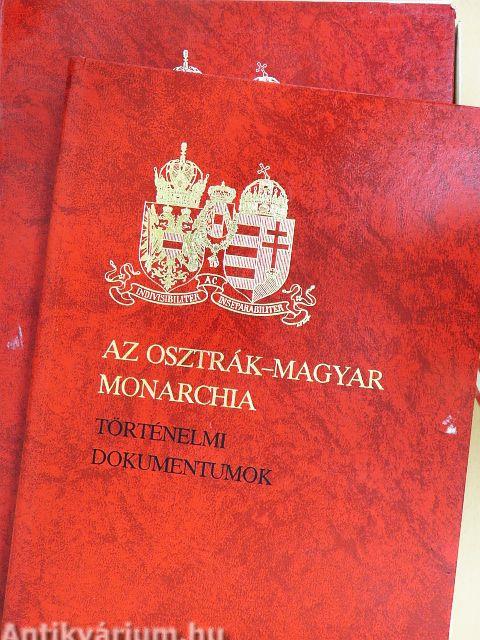 INDIVISIBILITER AC INSEPARABILITER
AZ OSZTRÁK–MAGYAR
MONARCHIA
TÖRTÉNELMI
DOKUMENTUMOK
Antikvárium.hu